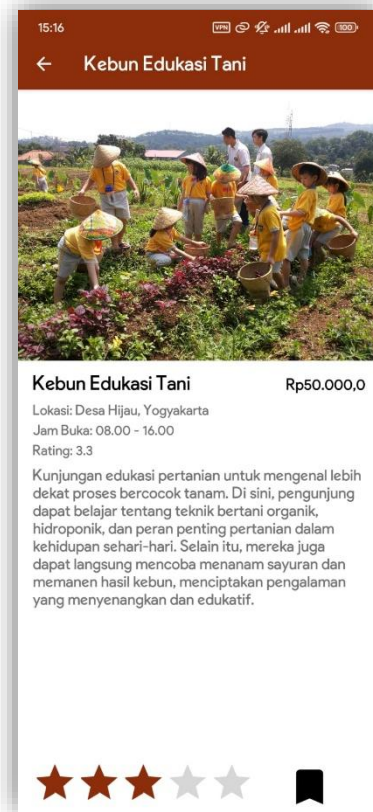 15:16
VPN 100
Kebun Edukasi Tani
Kebun Edukasi Tani Rp50.000,0
Lokasi: Desa Hijau, Yogyakarta
Jam Buka: 08.00 - 16.00
Rating: 3.3
Kunjungan edukasi pertanian untuk mengenal lebih
dekat proses bercocok tanam. Di sini, pengunjung
dapat belajar tentang teknik bertani organik,
hidroponik, dan peran penting pertanian dalam
kehidupan sehari-hari. Selain itu, mereka juga
dapat langsung mencoba menanam sayuran dan
memanen hasil kebun, menciptakan pengalaman
yang menyenangkan dan edukatif.